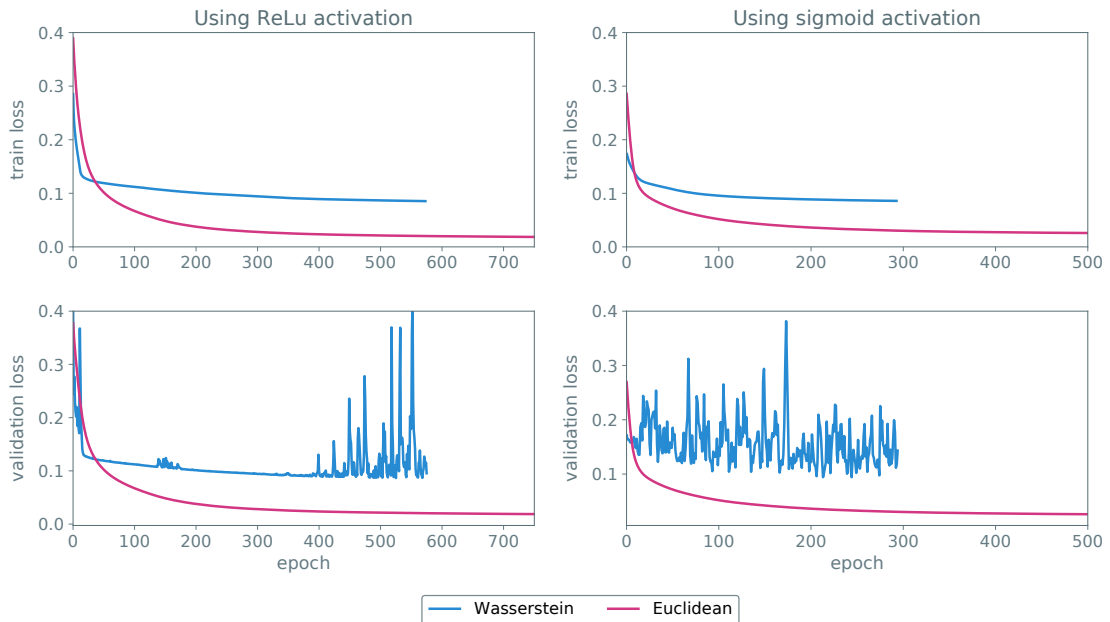 Using ReLu activation
Using sigmoid activation
0.4
0.3
0.2
0.1
0.0
train loss
0 100 200 300 400 500 600 700
0.4
0.3
0.2
0.1
0.0
train loss
0 100 200 300 400 500
0.4
0.3
0.2
0.1
0.0
validation loss
0 100 200 300 400 500 600 700
epoch
0.4
0.3
0.2
0.1
validation loss
0 100 200 300 400 500
epoch
Wasserstein Euclidean